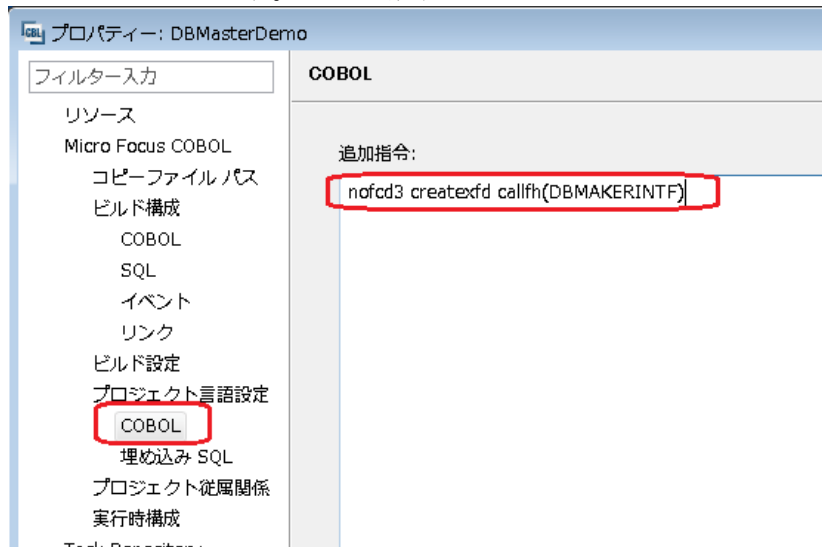 プロパティー: DBMasterDemo
フィルター入力
COBOL
リソース
Micro Focus COBOL
コピーファイル パス
ビルド構成
COBOL
SQL
イベント
リンク
ビルド設定
プロジェクト言語設定
COBOL
埋め込み SQL
プロジェクト従属関係
実行時構成
追加指令:
nofcd3 createxfd callfh(DBMAKERINTF)